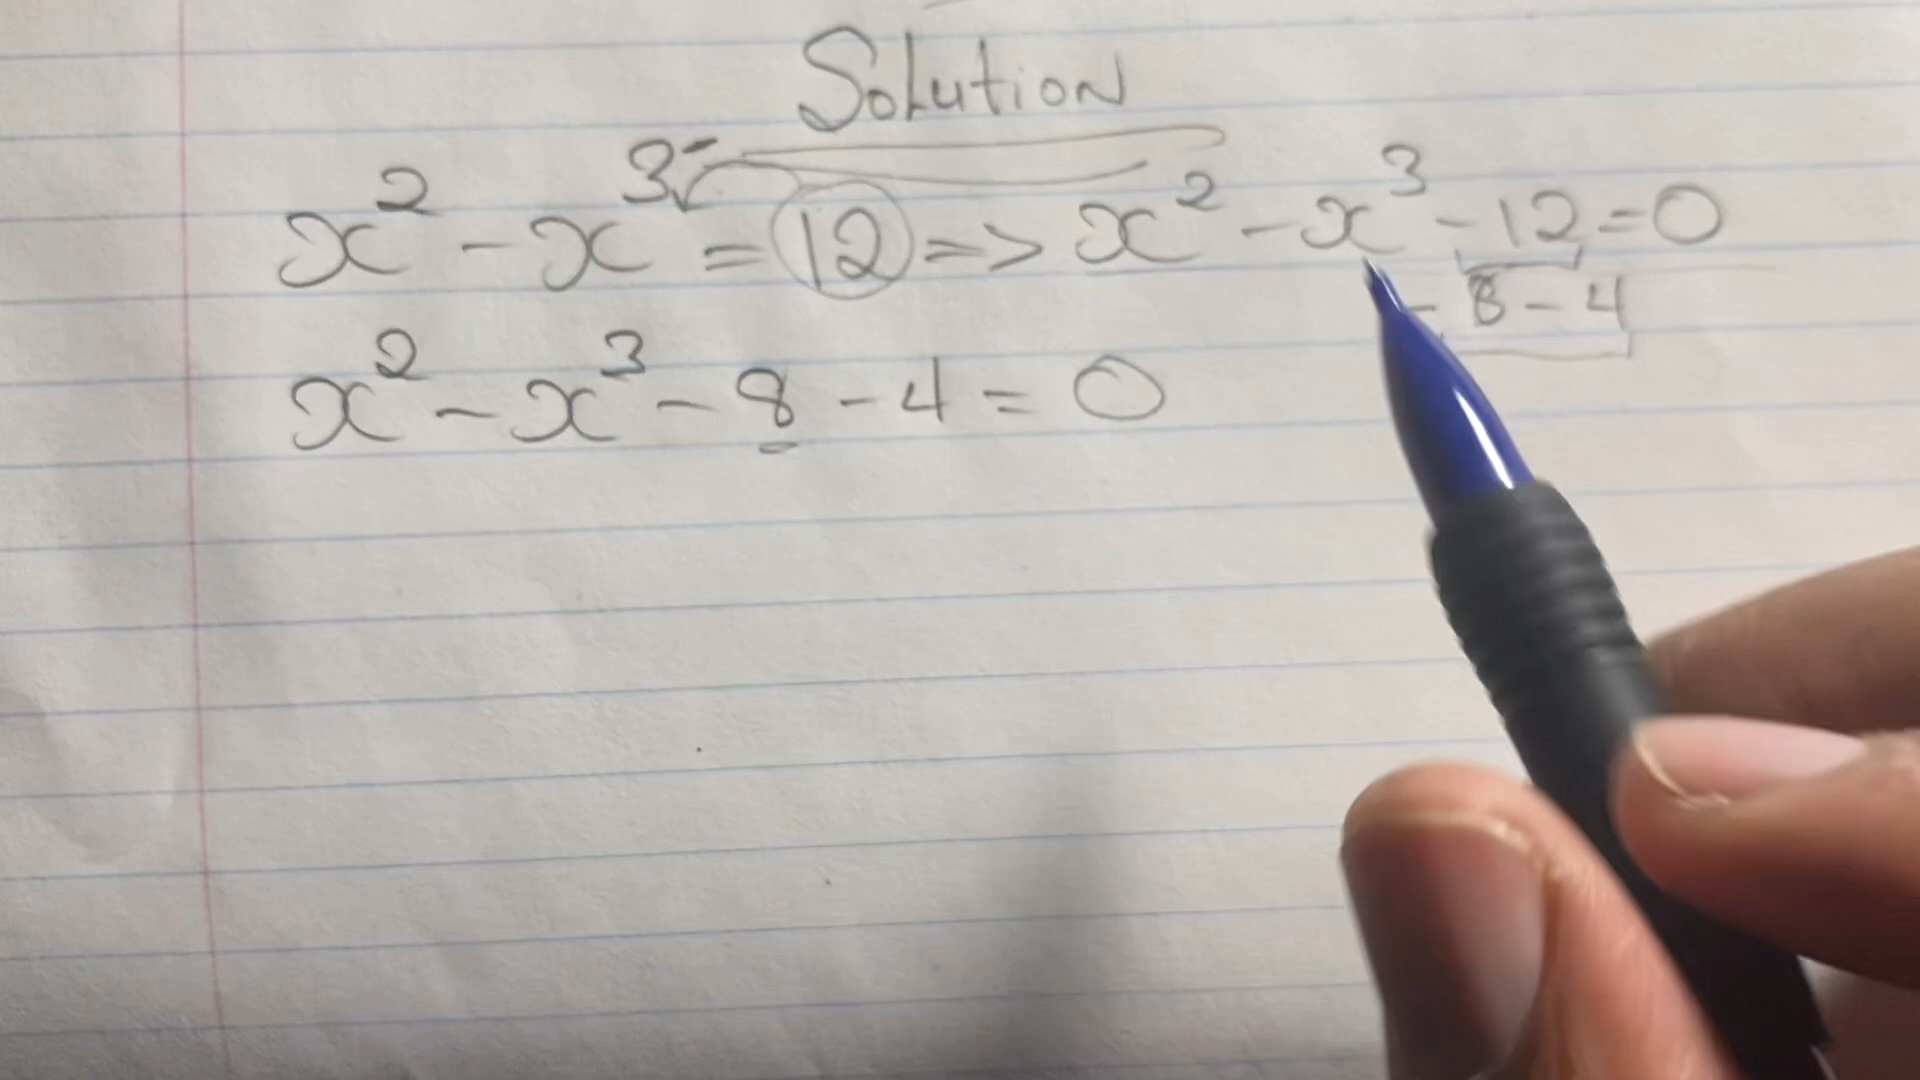 Solution
x² - x³ = 12 => x² - x³ - 12 = 0
- 8 - 4
x² - x³ - 8 - 4 = 0